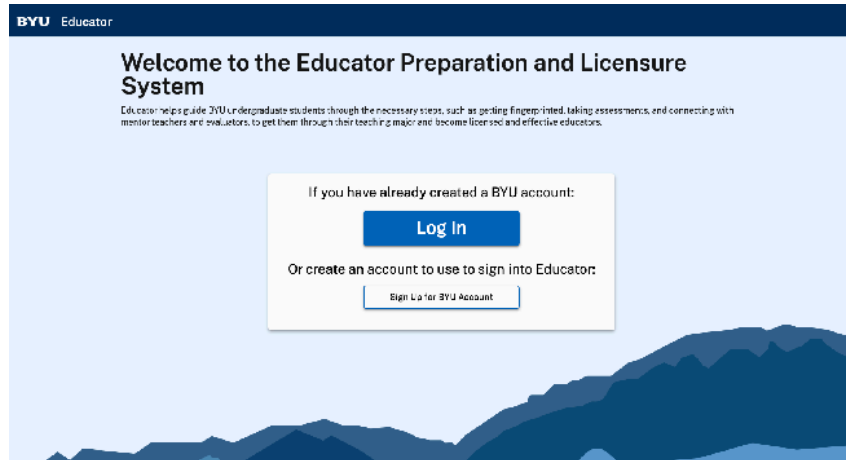 BYU Educator
Welcome to the Educator Preparation and Licensure
System
Educator helps guide BYU undergraduate students through the necessary steps, such as getting fingerprinted, taking assessments, and connecting with
mentor teachers and evaluators, to get them through their teaching major and become licensed and effective educators.
If you have already created a BYU account:
Log In
Or create an account to use to sign into Educator:
Sign Up for BYU Account